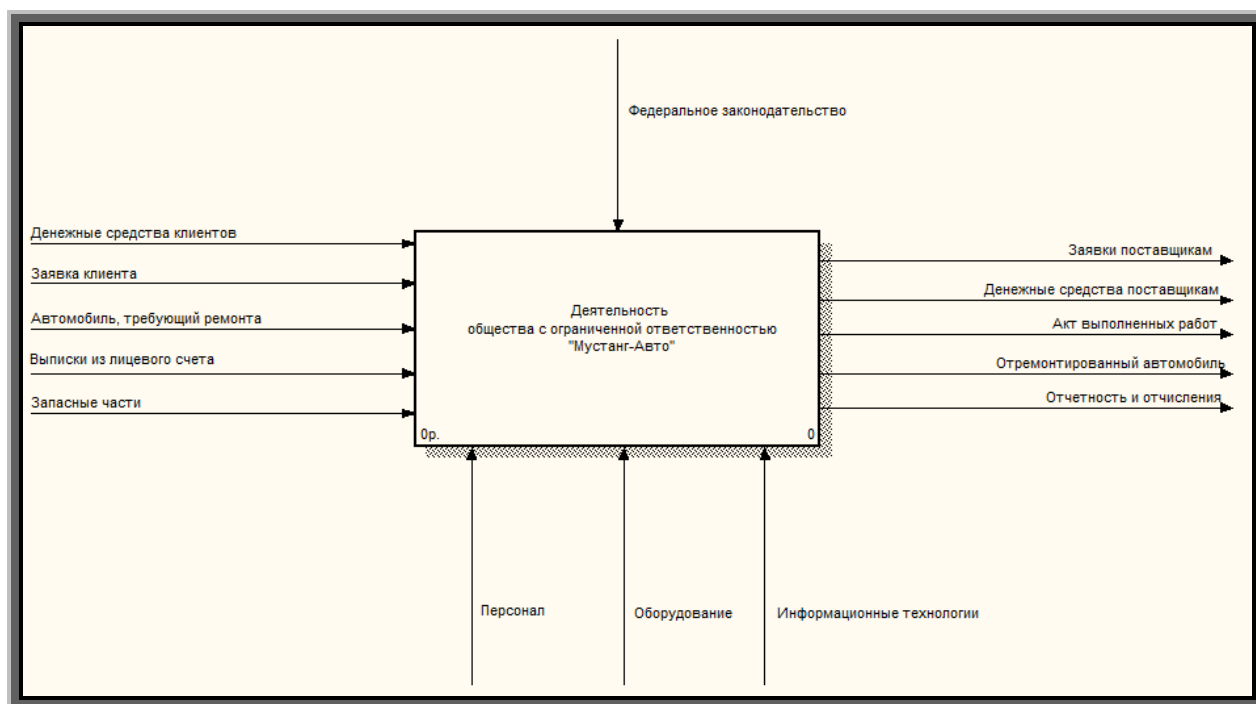 Федеральное законодательство
Денежные средства клиентов
Заявка клиента
Автомобиль, требующий ремонта
Выписки из лицевого счета
Запасные части
Деятельность
общества с ограниченной ответственностью
"Мустанг-Авто"
0р.
0
Заявки поставщикам
Денежные средства поставщикам
Акт выполненных работ
Отремонтированный автомобиль
Отчетность и отчисления
Персонал
Оборудование
Информационные технологии